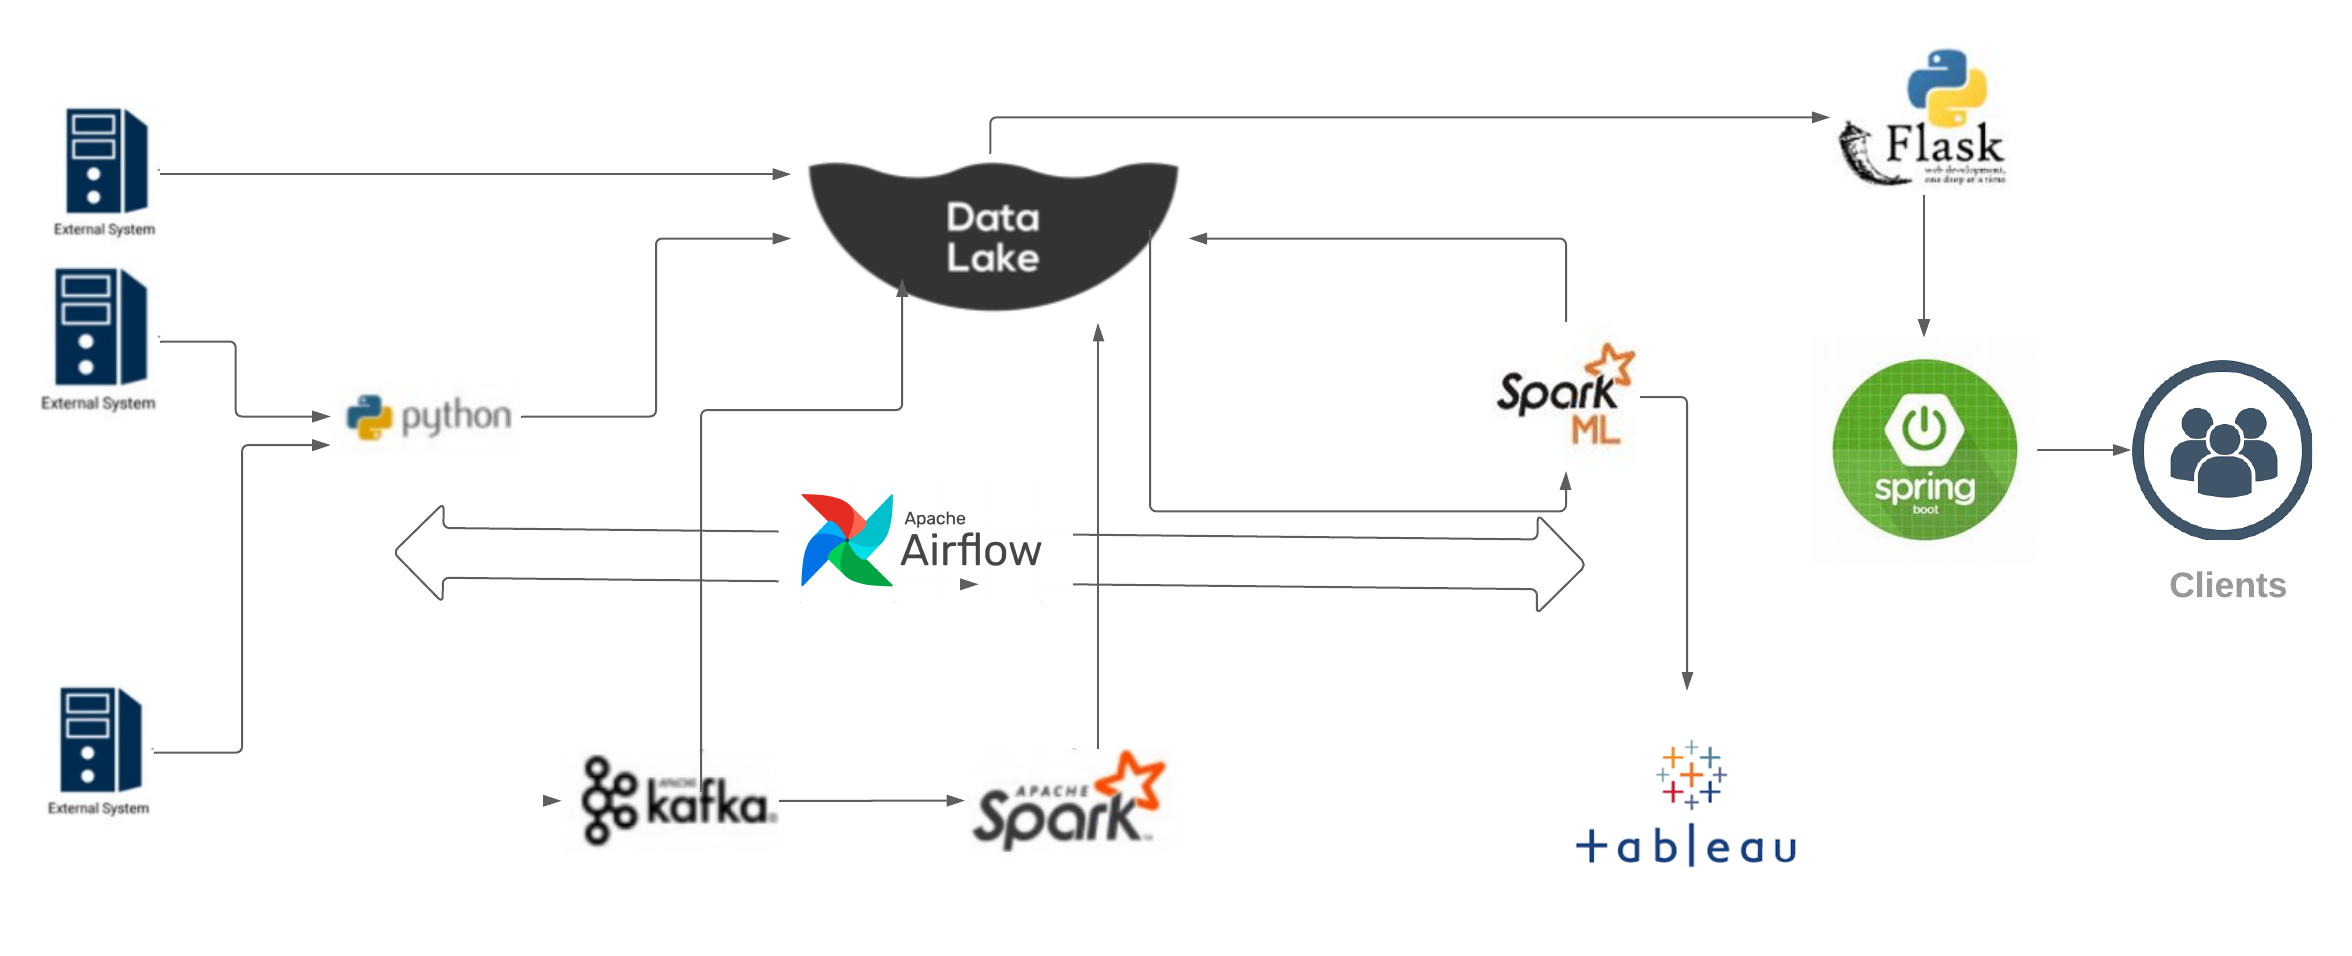 External System
External System
External System
python
Data
Lake
Flask
web development,
one drop at a time
Spark
ML
Apache
Airflow
spring
boot
Clients
APACHE
kafka
APACHE
Spark
+ableau